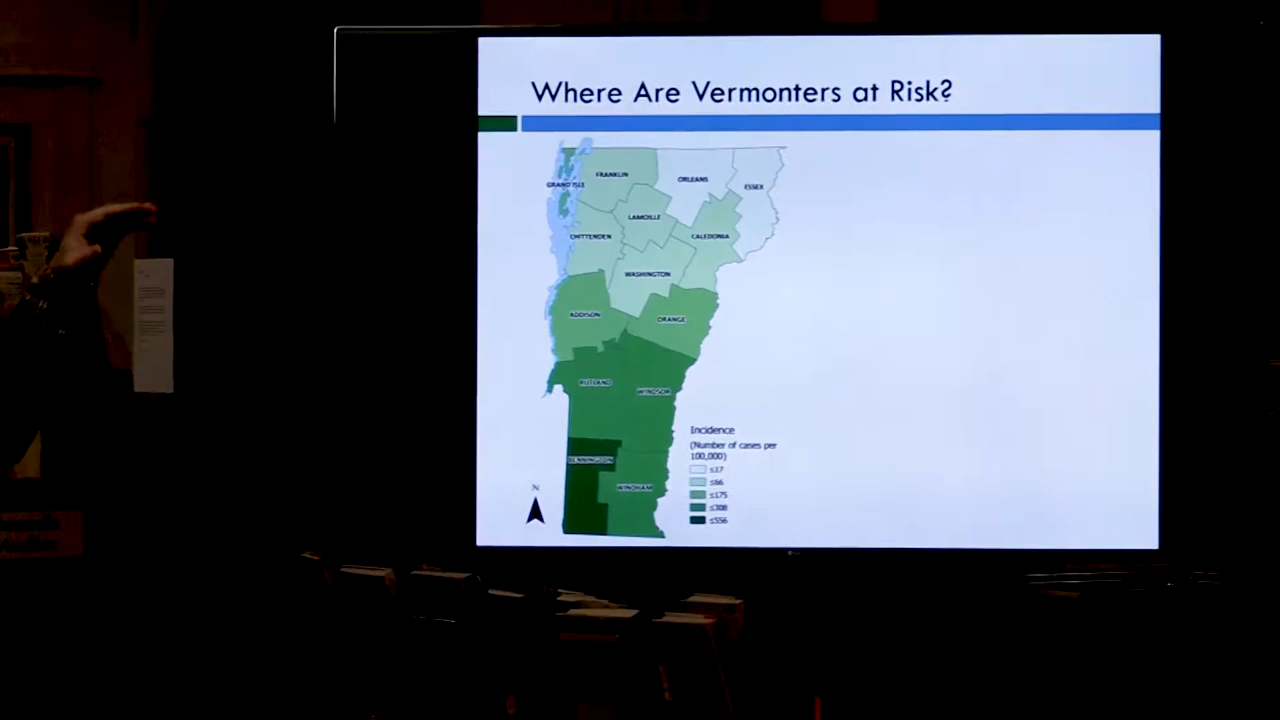 Where Are Vermonters at Risk?
GRAND ISLE
FRANKLIN
ORLEANS
ESSEX
LAMOILLE
CHITTENDEN
CALEDONIA
WASHINGTON
ADDISON
ORANGE
RUTLAND
WINDSOR
BENNINGTON
WINDHAM
N
Incidence
(Number of cases per
100,000)
≤17
≤66
≤175
≤308
≤556